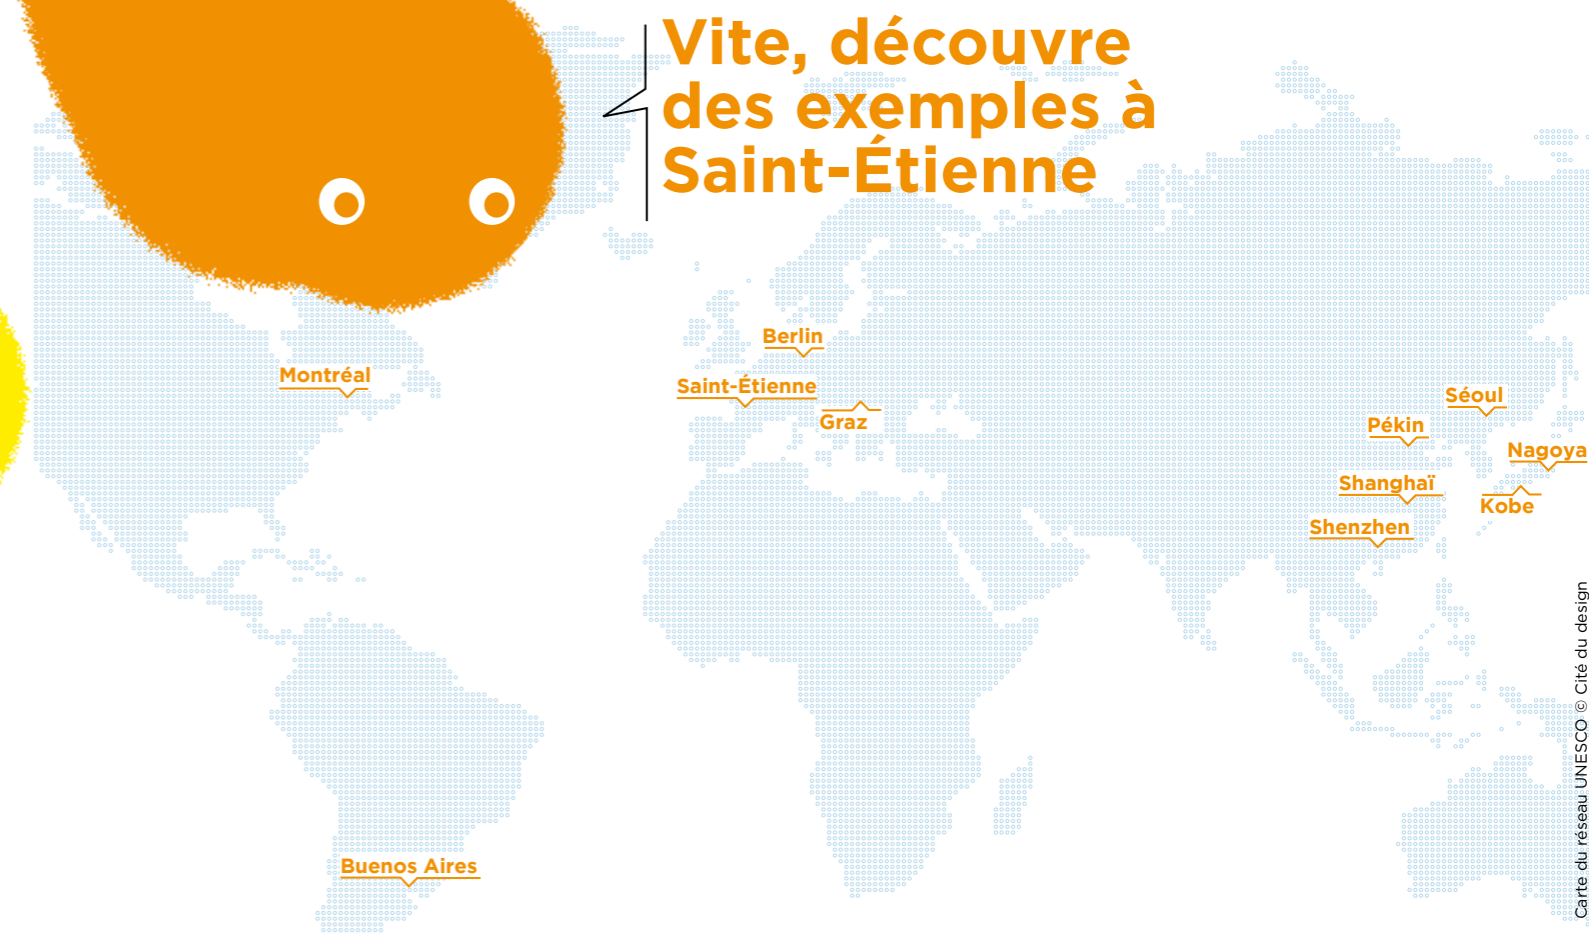 Vite, découvre
des exemples à
Saint-Étienne
Berlin
Montréal
Saint-Étienne
Graz
Séoul
Pékin
Nagoya
Shanghaï
Kobe
Shenzhen
Buenos Aires
Carte du réseau UNESCO © Cité du design